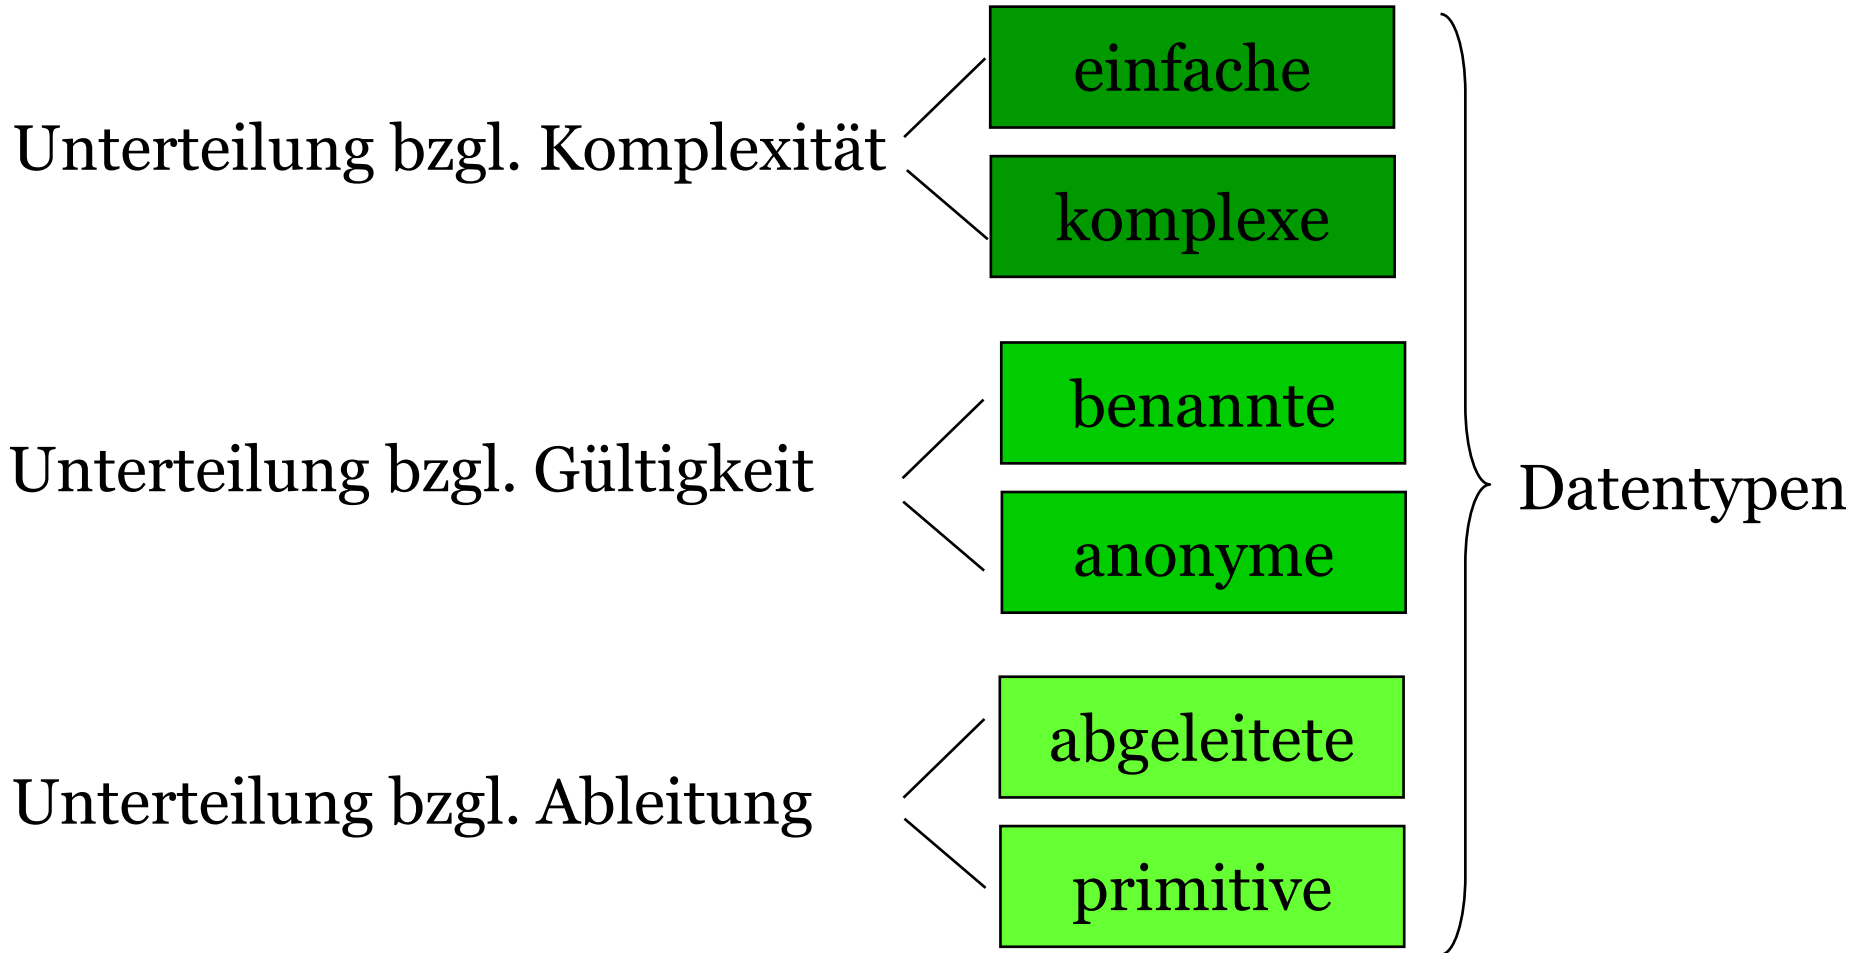 einfache
Unterteilung bzgl. Komplexität
komplexe
benannte
Unterteilung bzgl. Gültigkeit
Datentypen
anonyme
abgeleitete
Unterteilung bzgl. Ableitung
primitive